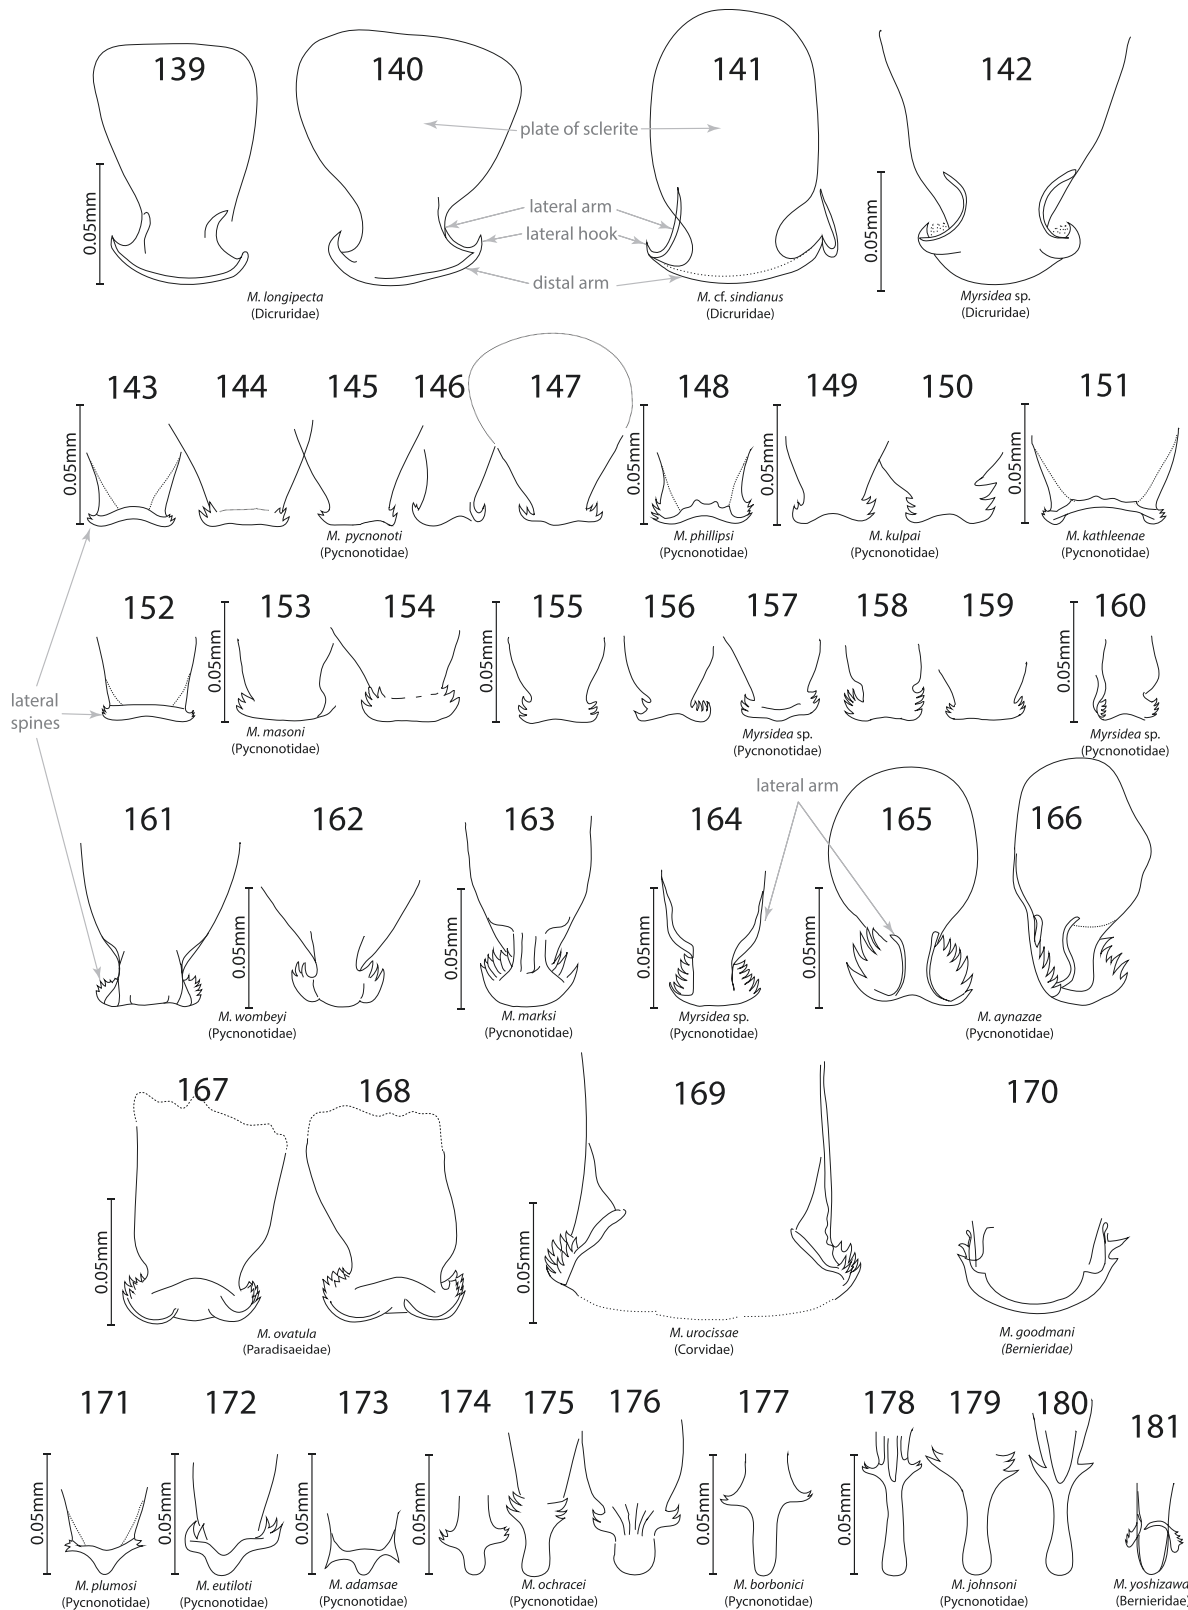 139 140 141 142
plate of sclerite
lateral arm
lateral hook
distal arm
0.05mm 0.05mm
M. longipecta M. cf. sindianus Myrsidea sp.
(Dicruridae) (Dicruridae) (Dicruridae)
143 144 145 146 147 148 149 150 151
0.05mm 0.05mm 0.05mm 0.05mm
M. pycnonoti M. phillipsi M. kulpai M. kathleenae
(Pycnonotidae) (Pycnonotidae) (Pycnonotidae) (Pycnonotidae)
152 153 154 155 156 157 158 159 160
0.05mm 0.05mm 0.05mm
lateral
spines
M. masoni Myrsidea sp. Myrsidea sp.
(Pycnonotidae) (Pycnonotidae) (Pycnonotidae)
lateral arm
161 162 163 164 165 166
0.05mm 0.05mm 0.05mm 0.05mm
M. wombeyi M. marksi Myrsidea sp. M. aynazae
(Pycnonotidae) (Pycnonotidae) (Pycnonotidae) (Pycnonotidae)
167 168 169 170
0.05mm 0.05mm
M. ovatula M. urocissae M. goodmani
(Paradisaeidae) (Corvidae) (Bernieridae)
171 172 173 174 175 176 177 178 179 180 181
0.05mm 0.05mm 0.05mm 0.05mm 0.05mm 0.05mm
M. plumosi M. eutiloti M. adamsae M. ochracei M. borbonici M. johnsoni M. yoshizawa
(Pycnonotidae) (Pycnonotidae) (Pycnonotidae) (Pycnonotidae) (Pycnonotidae) (Pycnonotidae) (Bernieridae)